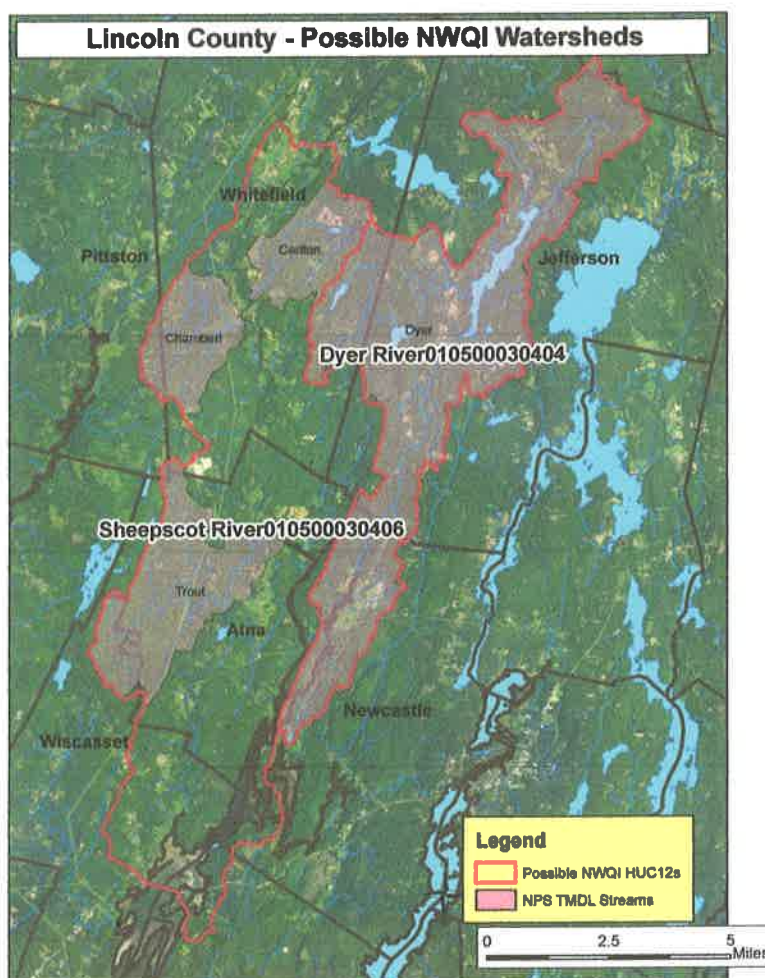 Lincoln County - Possible NWQI Watersheds
Whitefield
Carlton
Pittston
Jefferson
Chamberl
Dyer
Dyer River010500030404
Sheepscot River010500030406
Trout
Alna
Newcastle
Wiscasset
Legend
Possible NWQI HUC12s
NPS TMDL Streams
0 2.5 5
Miles